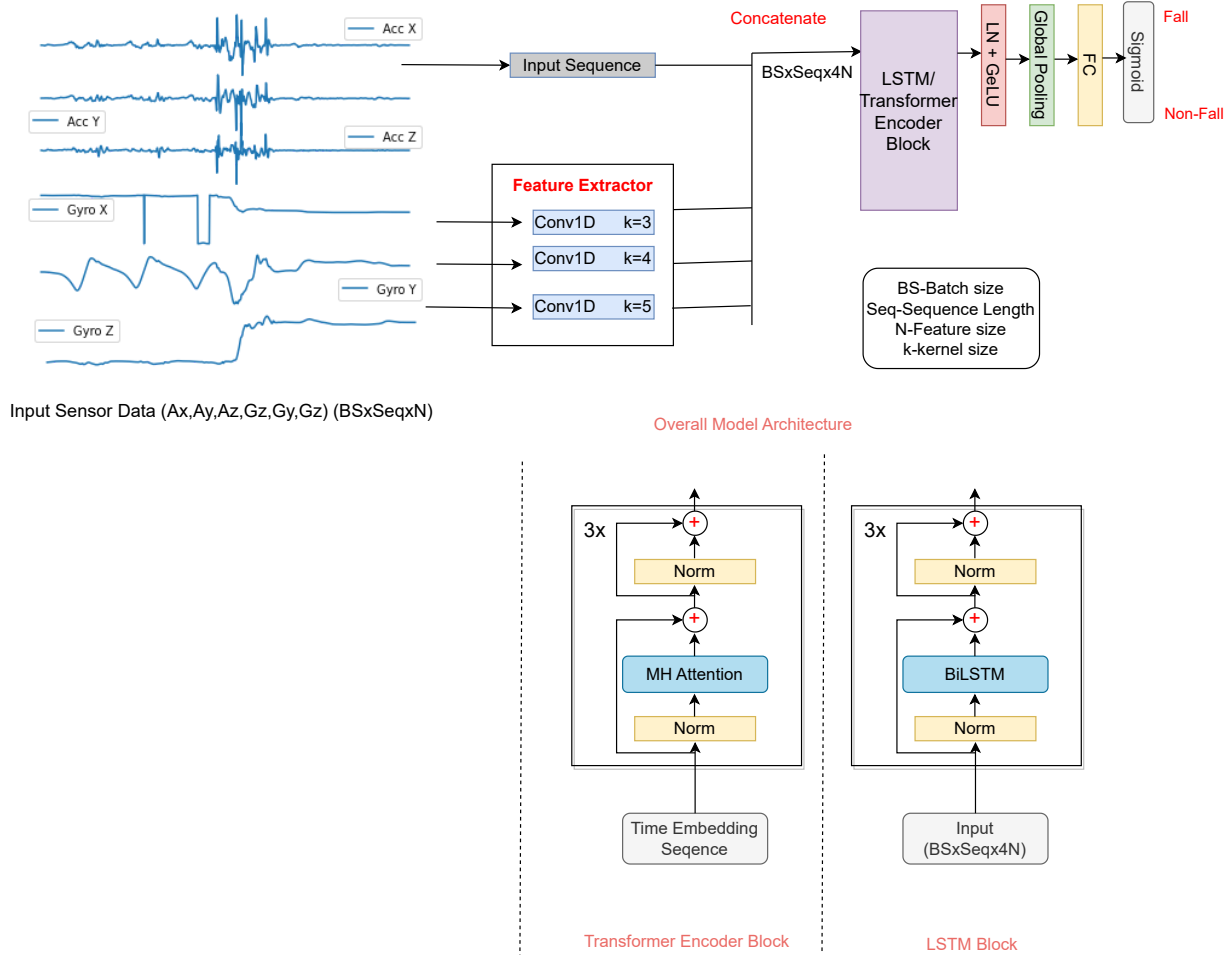 Acc X
Acc Y
Acc Z
Gyro X
Gyro Y
Gyro Z
Input Sensor Data (Ax,Ay,Az,Gz,Gy,Gz) (BSxSeqxN)
Input Sequence
Feature Extractor
Conv1D k=3
Conv1D k=4
Conv1D k=5
Concatenate
BSxSeqx4N
LSTM/
Transformer
Encoder
Block
LN + GeLU
Global Pooling
FC
Sigmoid
Fall
Non-Fall
BS-Batch size
Seq-Sequence Length
N-Feature size
k-kernel size
Overall Model Architecture
3x
+
Norm
+
MH Attention
Norm
Time Embedding
Seqence
Transformer Encoder Block
3x
+
Norm
+
BiLSTM
Norm
Input
(BSxSeqx4N)
LSTM Block